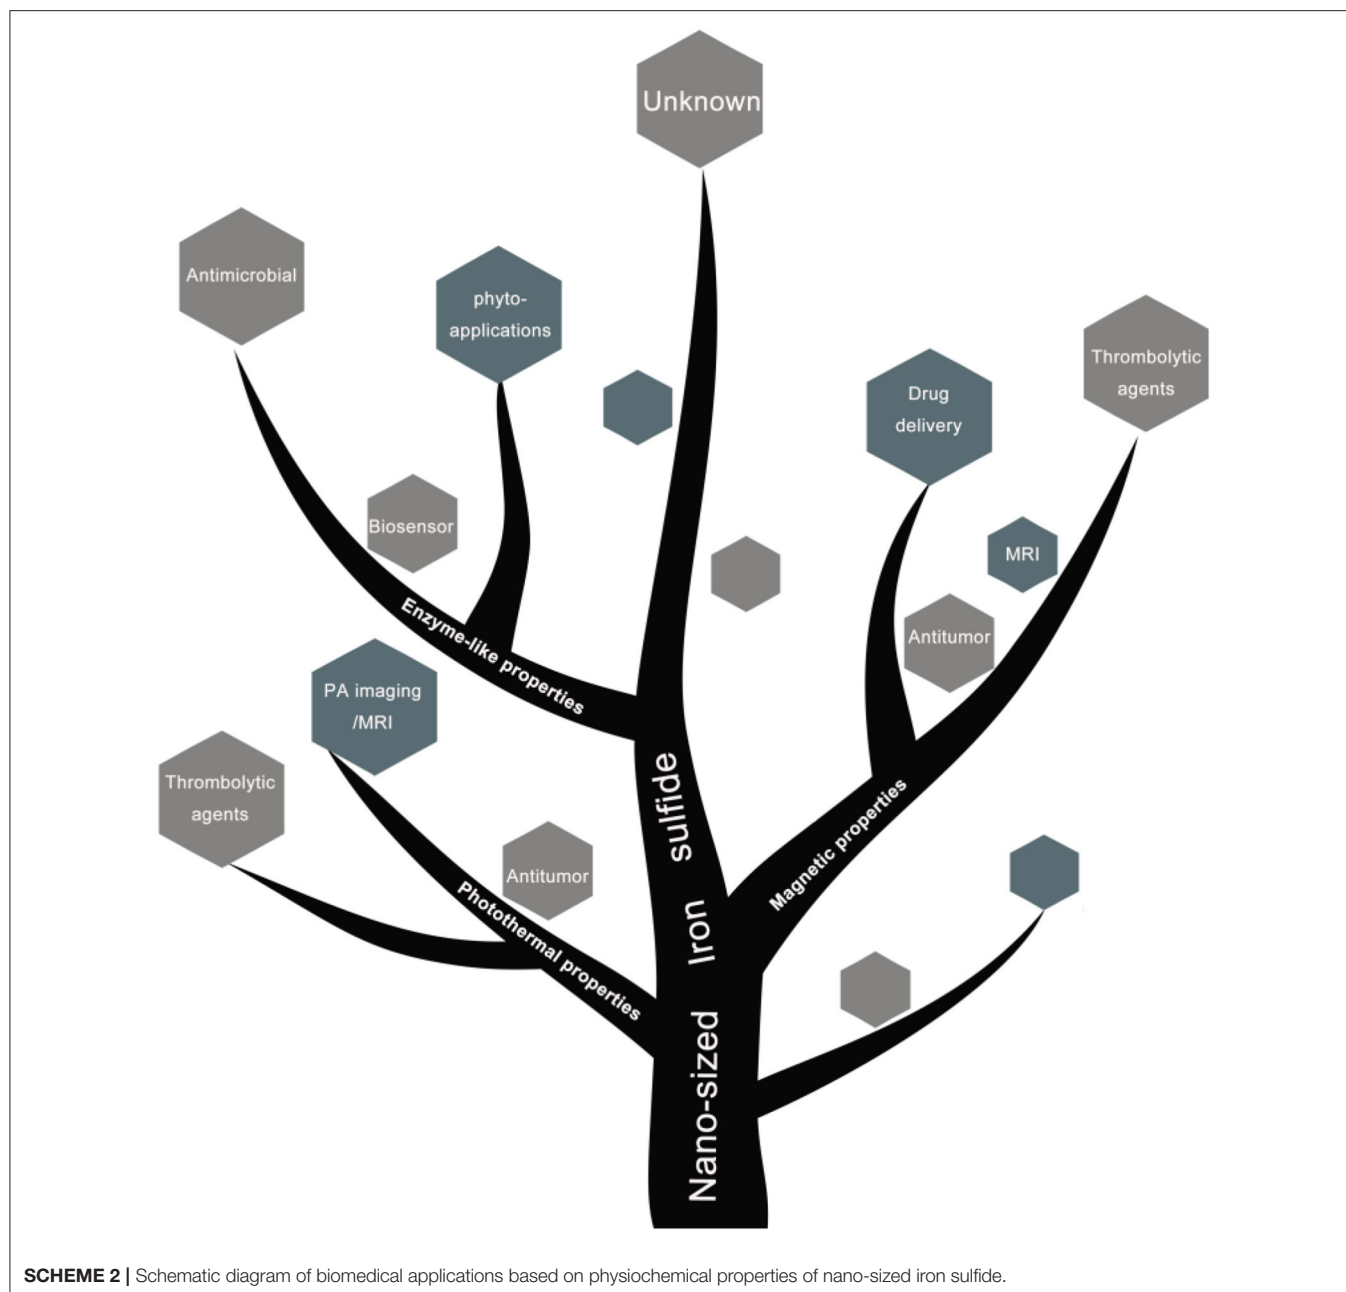 Unknown
Antimicrobial
phyto-
applications
Thrombolytic
agents
Drug
delivery
Biosensor
MRI
Antitumor
Enzyme-like properties
PA imaging
/MRI
Thrombolytic
agents
Antitumor
Photothermal properties
Magnetic properties
Nano-sized Iron sulfide
SCHEME 2 | Schematic diagram of biomedical applications based on physiochemical properties of nano-sized iron sulfide.